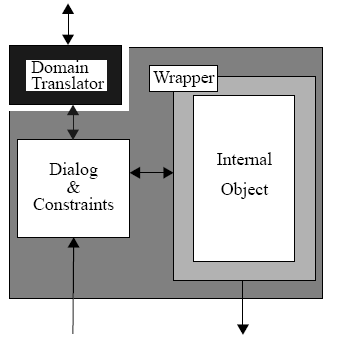 Domain
Translator
Wrapper
Dialog
&
Constraints
Internal
Object